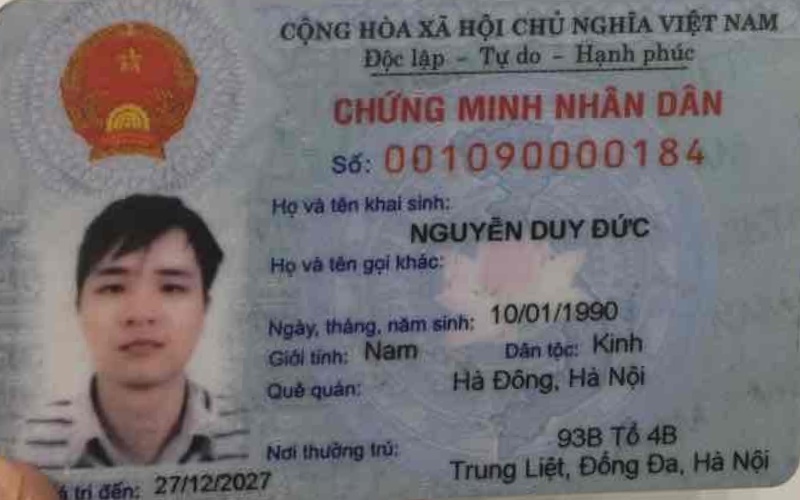 CỘNG HÒA XÃ HỘI CHỦ NGHĨA VIỆT NAM
Độc lập - Tự do - Hạnh phúc
CHỨNG MINH NHÂN DÂN
Số: 001090000184
Họ và tên khai sinh:
NGUYỄN DUY ĐỨC
Họ và tên gọi khác:
Ngày, tháng, năm sinh: 10/01/1990
Giới tính: Nam Dân tộc: Kinh
Quê quán: Hà Đông, Hà Nội
Nơi thường trú: 93B Tổ 4B
Trung Liệt, Đống Đa, Hà Nội
trị đến: 27/12/2027